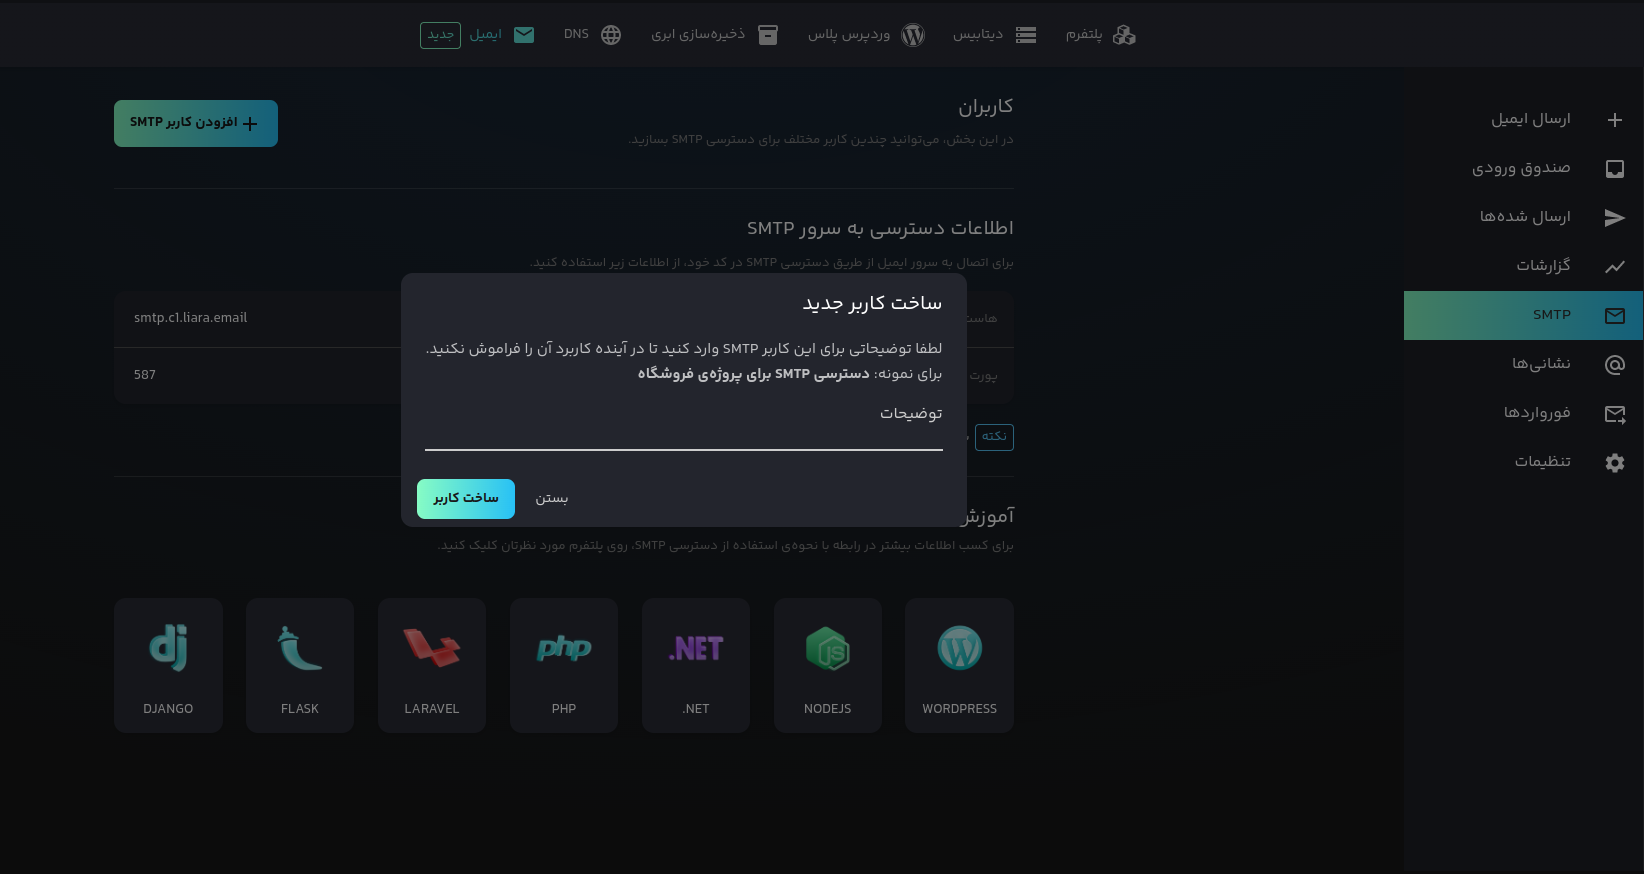 پلتفرم
دیتابیس
وردپرس پلاس
ذخیره‌سازی ابری
DNS
ایمیل
جدید
ارسال ایمیل
صندوق ورودی
ارسال شده‌ها
گزارشات
SMTP
نشانی‌ها
فورواردها
تنظیمات
کاربران
در این بخش، می‌توانید چندین کاربر مختلف برای دسترسی SMTP بسازید.
افزودن کاربر SMTP
اطلاعات دسترسی به سرور SMTP
برای اتصال به سرور ایمیل از طریق دسترسی SMTP در کد خود، از اطلاعات زیر استفاده کنید.
هاست
smtp.c1.liara.email
پورت
587
نکته
ساخت کاربر جدید
لطفا توضیحاتی برای این کاربر SMTP وارد کنید تا در آینده کاربرد آن را فراموش نکنید.
برای نمونه: دسترسی SMTP برای پروژه‌ی فروشگاه
توضیحات
بستن
ساخت کاربر
آموزش
برای کسب اطلاعات بیشتر در رابطه با نحوه‌ی استفاده از دسترسی SMTP، روی پلتفرم مورد نظرتان کلیک کنید.
WORDPRESS
JS
NODEJS
.NET
.NET
php
PHP
LARAVEL
FLASK
dj
DJANGO